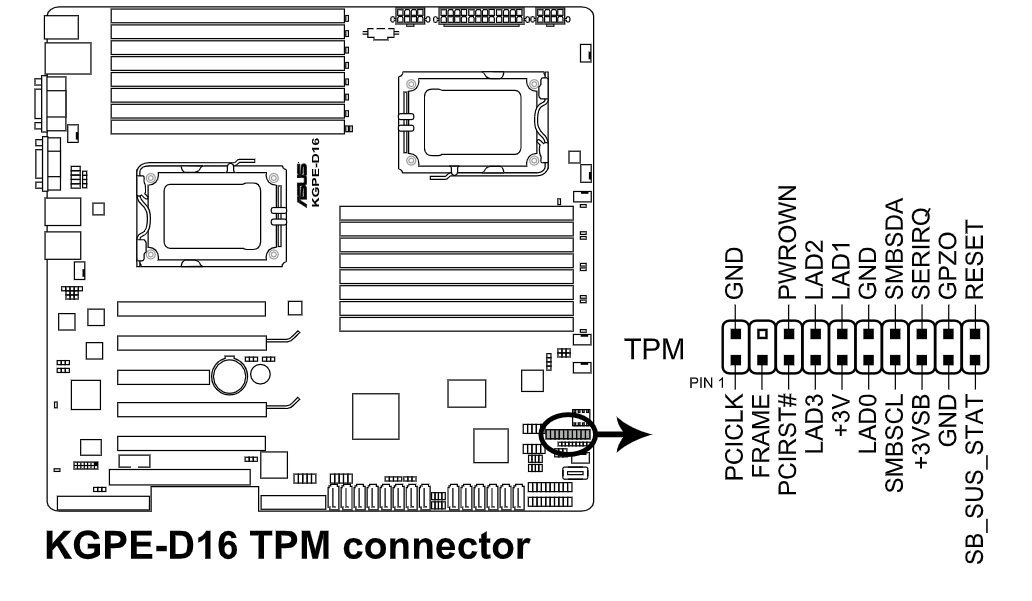 ASUS
KGPE-D16
TPM
PIN 1
GND
PWROWN
LAD2
LAD1
GND
SMBSDA
SERIRQ
GPZO
RESET
PCICLK
FRAME
PCIRST#
LAD3
+3V
LAD0
SMBSCL
+3VSB
GND
SB_SUS_STAT
KGPE-D16 TPM connector